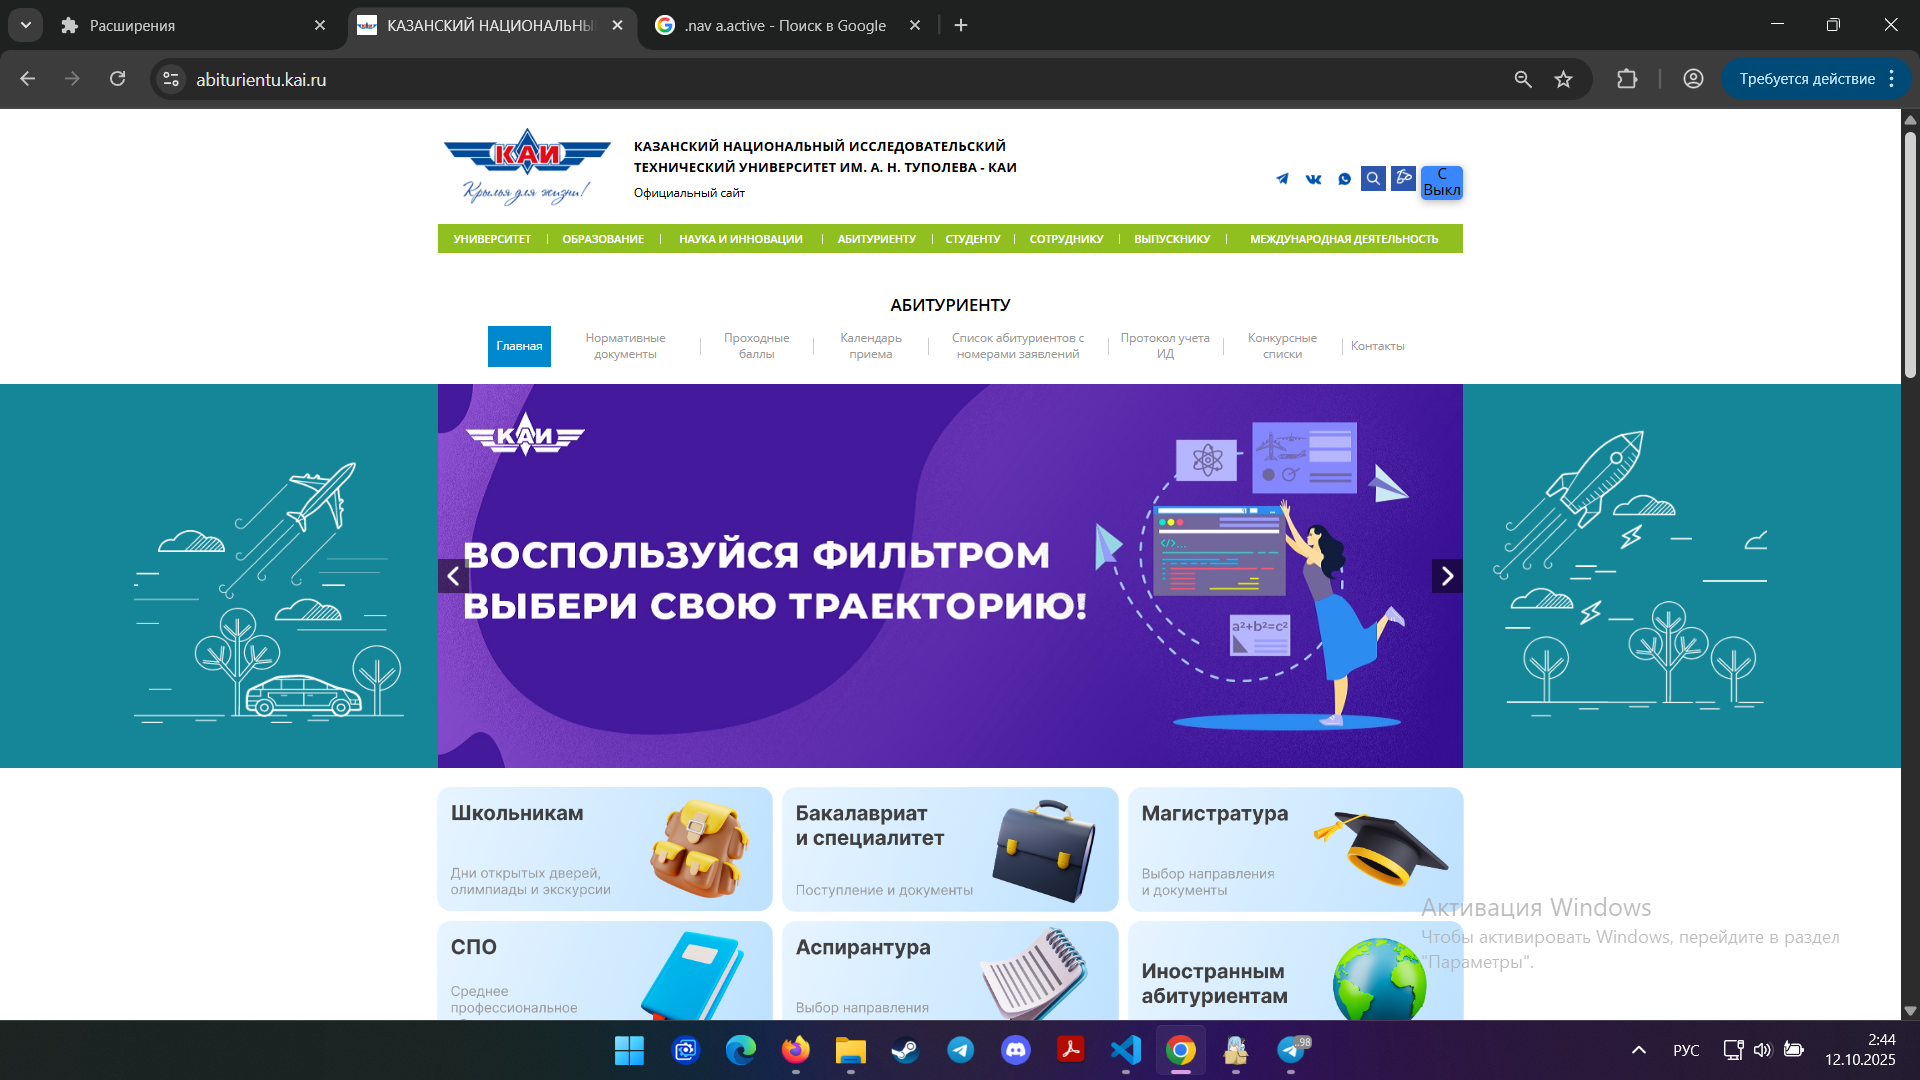 Расширения
КАЗАНСКИЙ НАЦИОНАЛЬНЫ
.nav a.active - Поиск в Google
abiturientu.kai.ru
Требуется действие
КАИ
Крылья для жизни!
КАЗАНСКИЙ НАЦИОНАЛЬНЫЙ ИССЛЕДОВАТЕЛЬСКИЙ
ТЕХНИЧЕСКИЙ УНИВЕРСИТЕТ ИМ. А. Н. ТУПОЛЕВА - КАИ
Официальный сайт
С
Выкл
УНИВЕРСИТЕТ ОБРАЗОВАНИЕ НАУКА И ИННОВАЦИИ АБИТУРИЕНТУ СТУДЕНТУ СОТРУДНИКУ ВЫПУСКНИКУ МЕЖДУНАРОДНАЯ ДЕЯТЕЛЬНОСТЬ
АБИТУРИЕНТУ
Главная
Нормативные
документы
Проходные
баллы
Календарь
приема
Список абитуриентов с
номерами заявлений
Протокол учета
ИД
Конкурсные
списки
Контакты
КАИ
ВОСПОЛЬЗУЙСЯ ФИЛЬТРОМ
ВЫБЕРИ СВОЮ ТРАЕКТОРИЮ!
</>...
a²+b²=c²
Школьникам
Дни открытых дверей,
олимпиады и экскурсии
Бакалавриат
и специалитет
Поступление и документы
Магистратура
Выбор направления
и документы
СПО
Среднее
профессиональное
Аспирантура
Выбор направления
Иностранным
абитуриентам
Активация Windows
Чтобы активировать Windows, перейдите в раздел
"Параметры".
98
РУС
2:44
12.10.2025